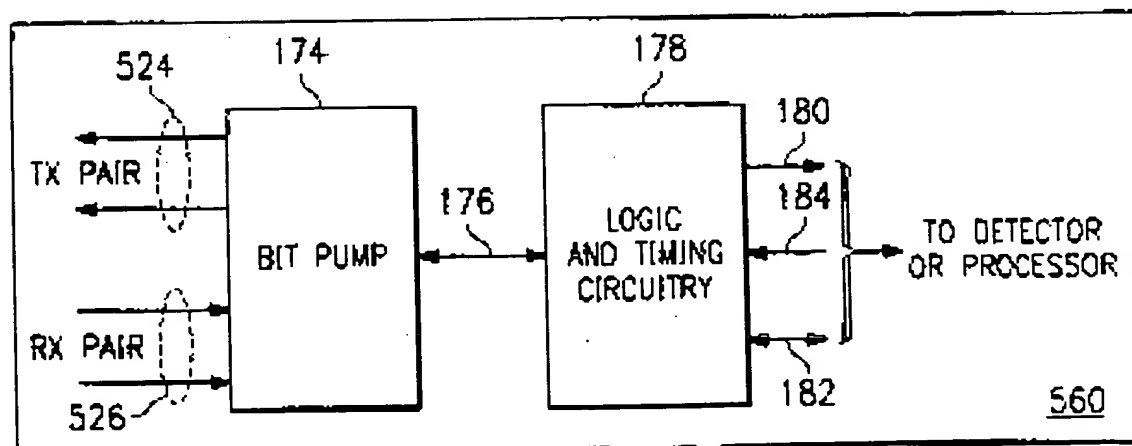 524
174
178
180
TX PAIR
176
184
BIT PUMP
LOGIC
AND TIMING
CIRCUITRY
TO DETECTOR
OR PROCESSOR
RX PAIR
182
526
560